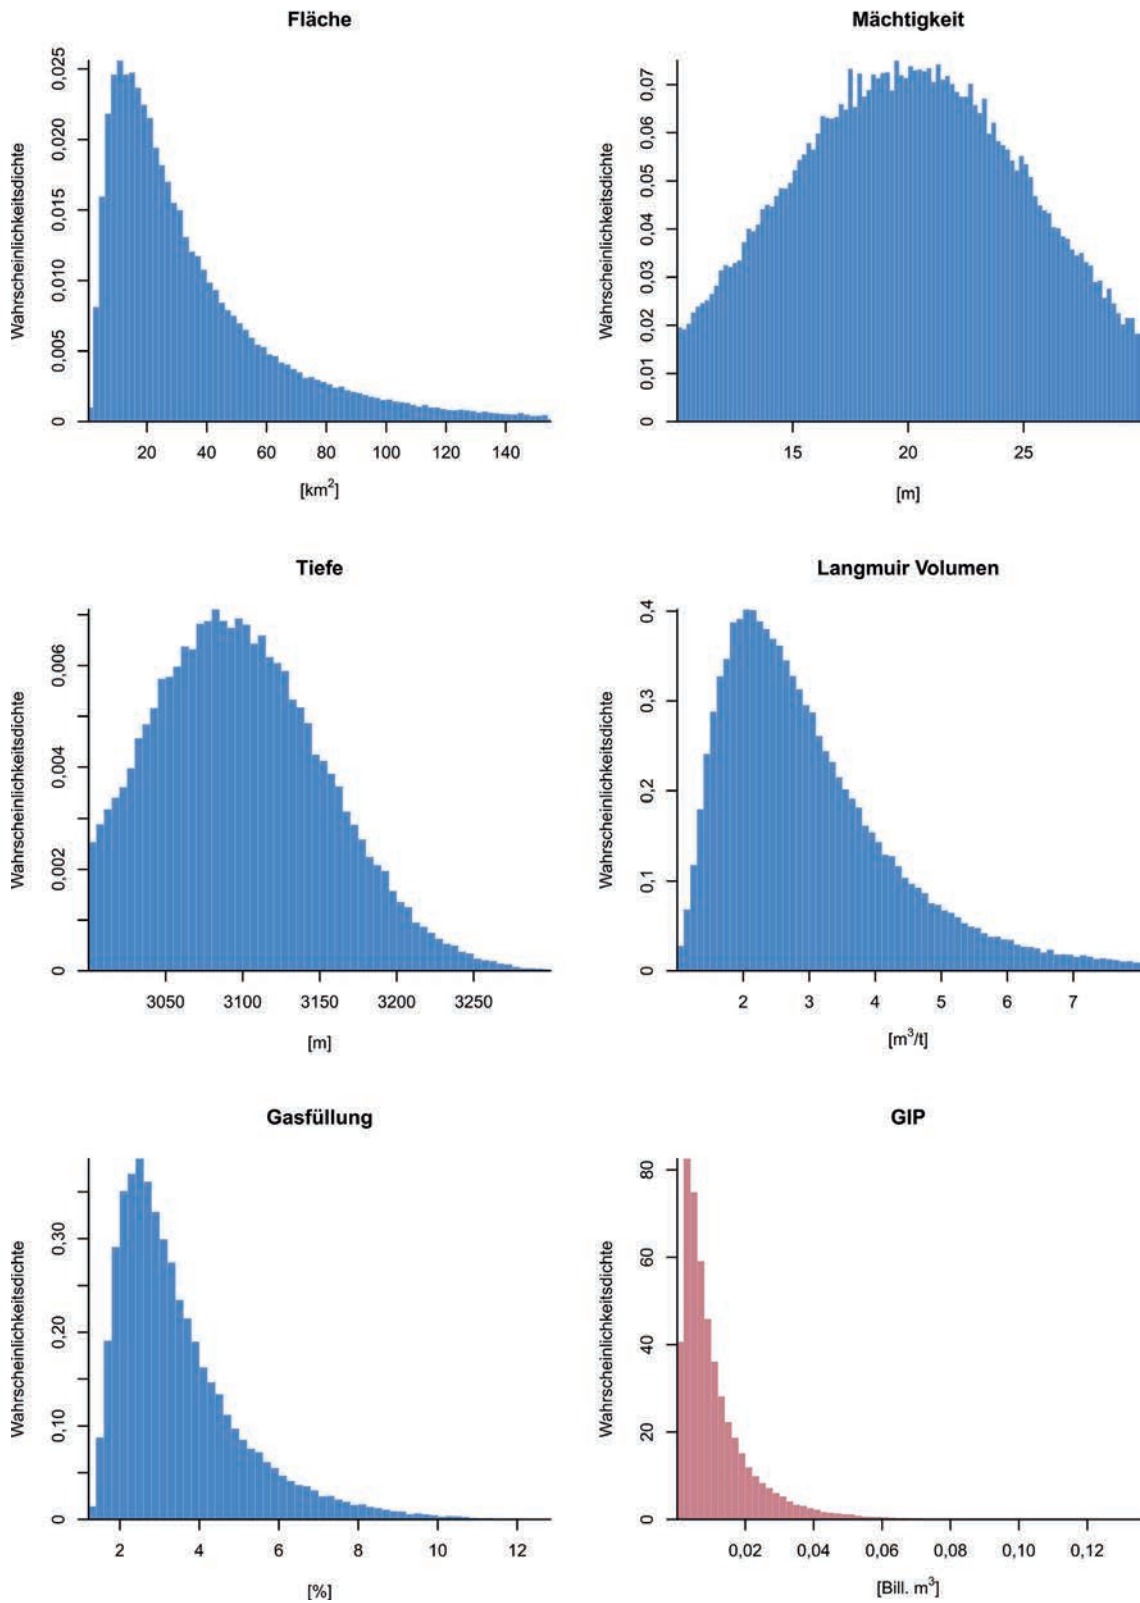 Fläche
Wahrscheinlichkeitsdichte
0,025
0,020
0,015
0,010
0,005
0
20 40 60 80 100 120 140
[km²]
Mächtigkeit
Wahrscheinlichkeitsdichte
0,07
0,06
0,05
0,04
0,03
0,02
0,01
0
15 20 25
[m]
Tiefe
Wahrscheinlichkeitsdichte
0,006
0,004
0,002
0
3050 3100 3150 3200 3250
[m]
Langmuir Volumen
Wahrscheinlichkeitsdichte
0,4
0,3
0,2
0,1
0
2 3 4 5 6 7
[m³/t]
Gasfüllung
Wahrscheinlichkeitsdichte
0,30
0,20
0,10
0
2 4 6 8 10 12
[%]
GIP
Wahrscheinlichkeitsdichte
80
60
40
20
0
0,02 0,04 0,06 0,08 0,10 0,12
[Bill. m³]